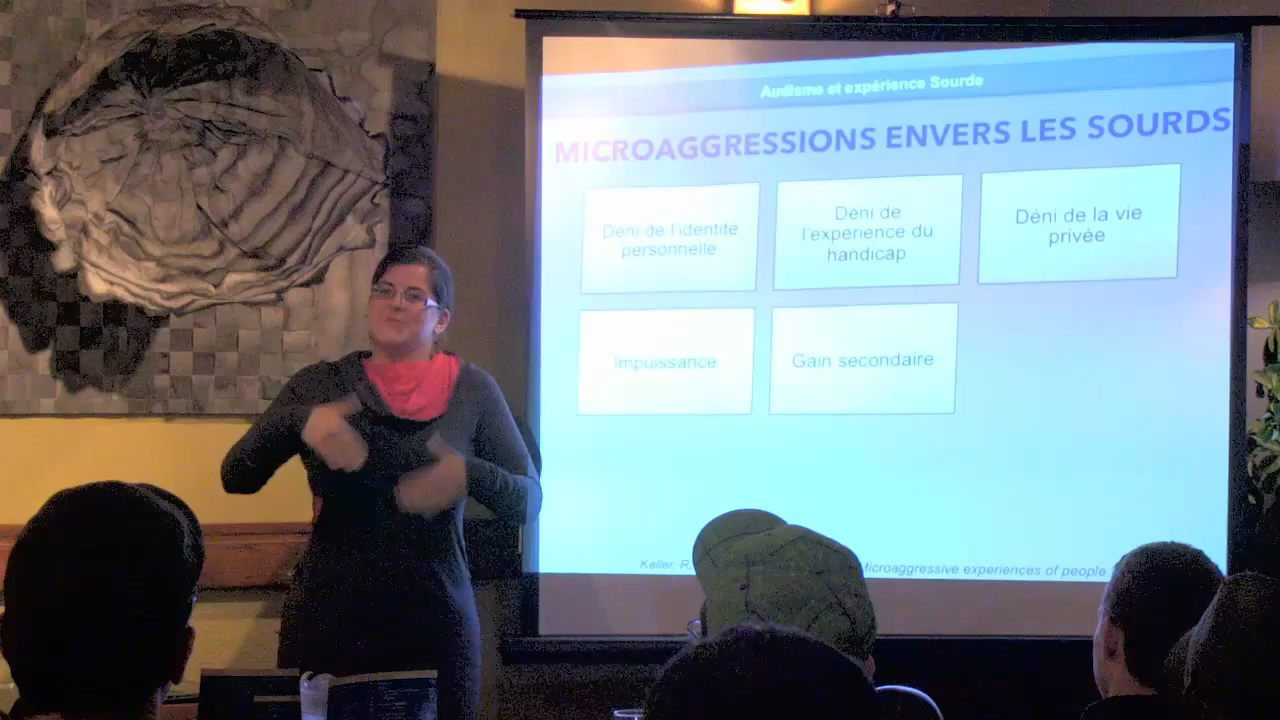 Audisme et expérience Sourde
MICROAGGRESSIONS ENVERS LES SOURDS
Déni de l'identité
personnelle
Déni de
l'expérience du
handicap
Déni de la vie
privée
Impuissance
Gain secondaire
Keller, R. Microaggressive experiences of people